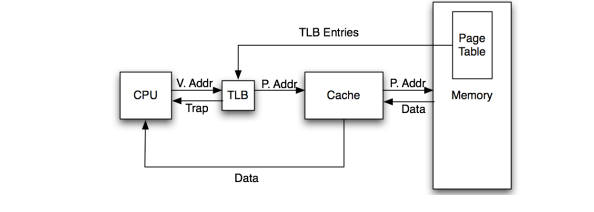 TLB Entries
Page
Table
V. Addr
P. Addr
P. Addr
CPU
TLB
Cache
Memory
Trap
Data
Data